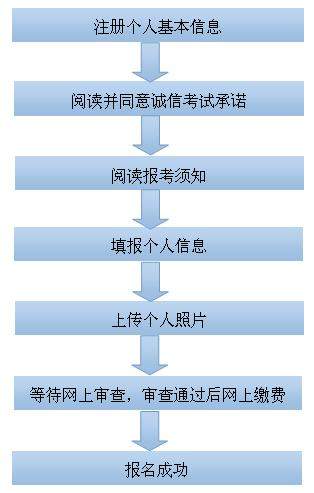 注册个人基本信息
阅读并同意诚信考试承诺
阅读报考须知
填报个人信息
上传个人照片
等待网上审查，审查通过后网上缴费
报名成功